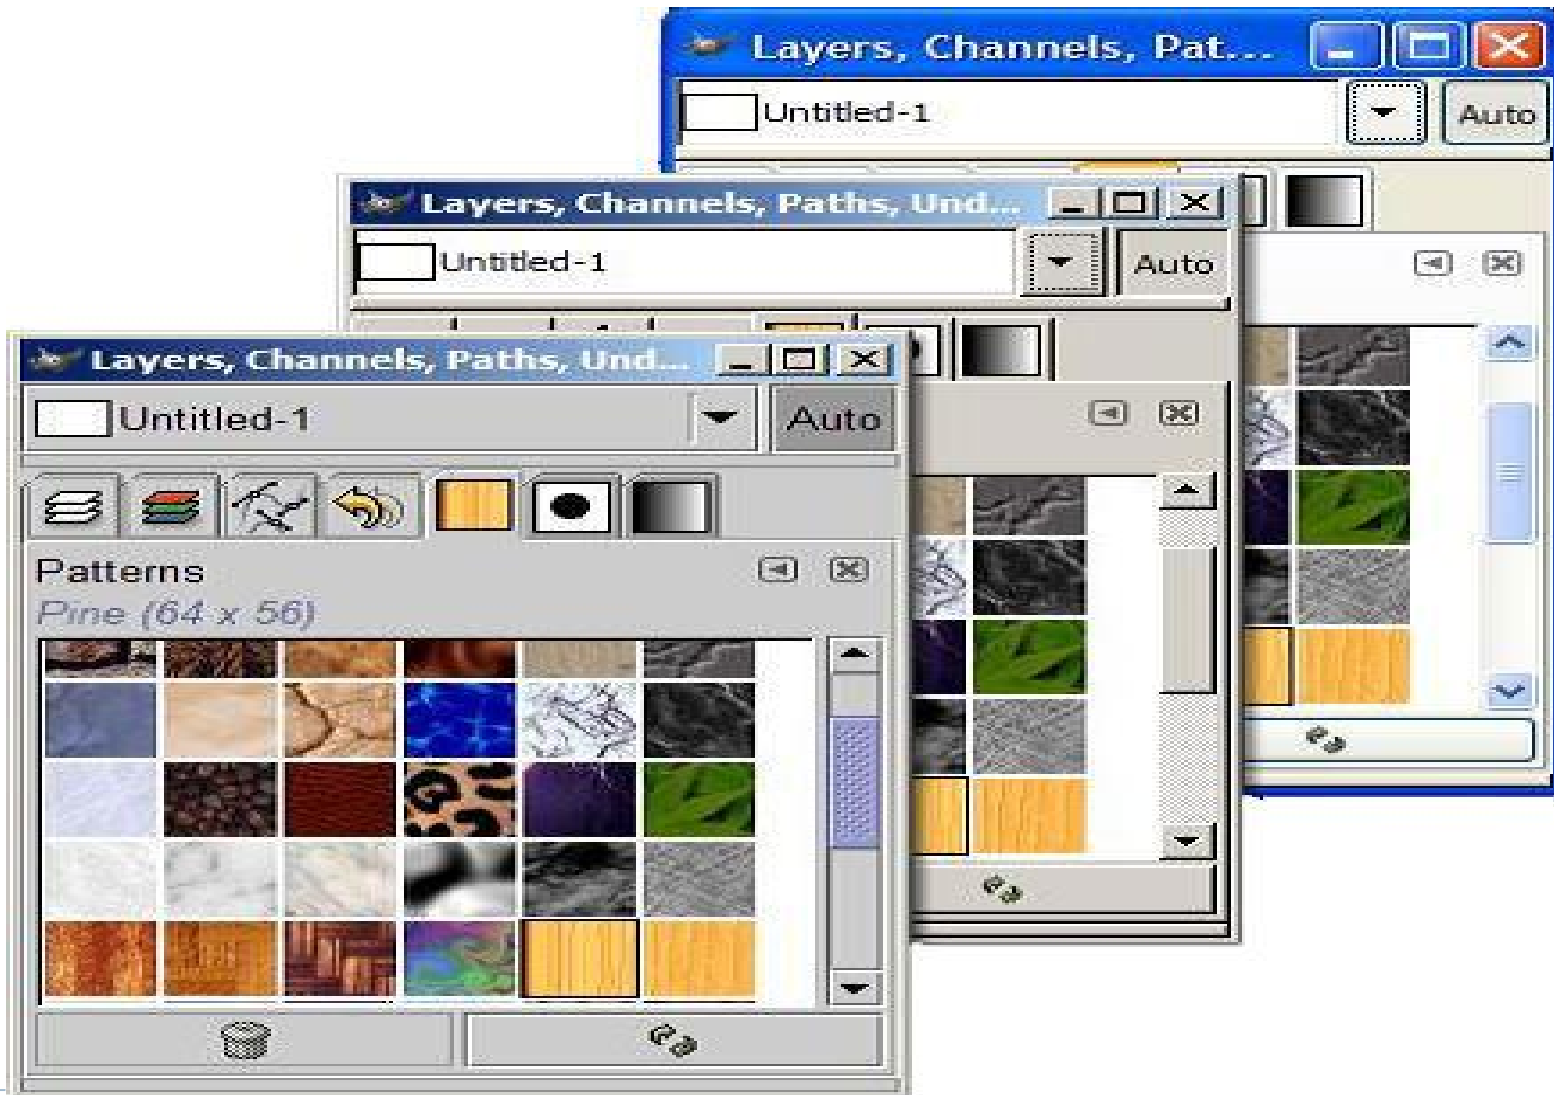 Layers, Channels, Pat...
Untitled-1
Auto
Layers, Channels, Paths, Und...
Untitled-1
Auto
Layers, Channels, Paths, Und...
Untitled-1
Auto
Patterns
Pine (64 x 56)